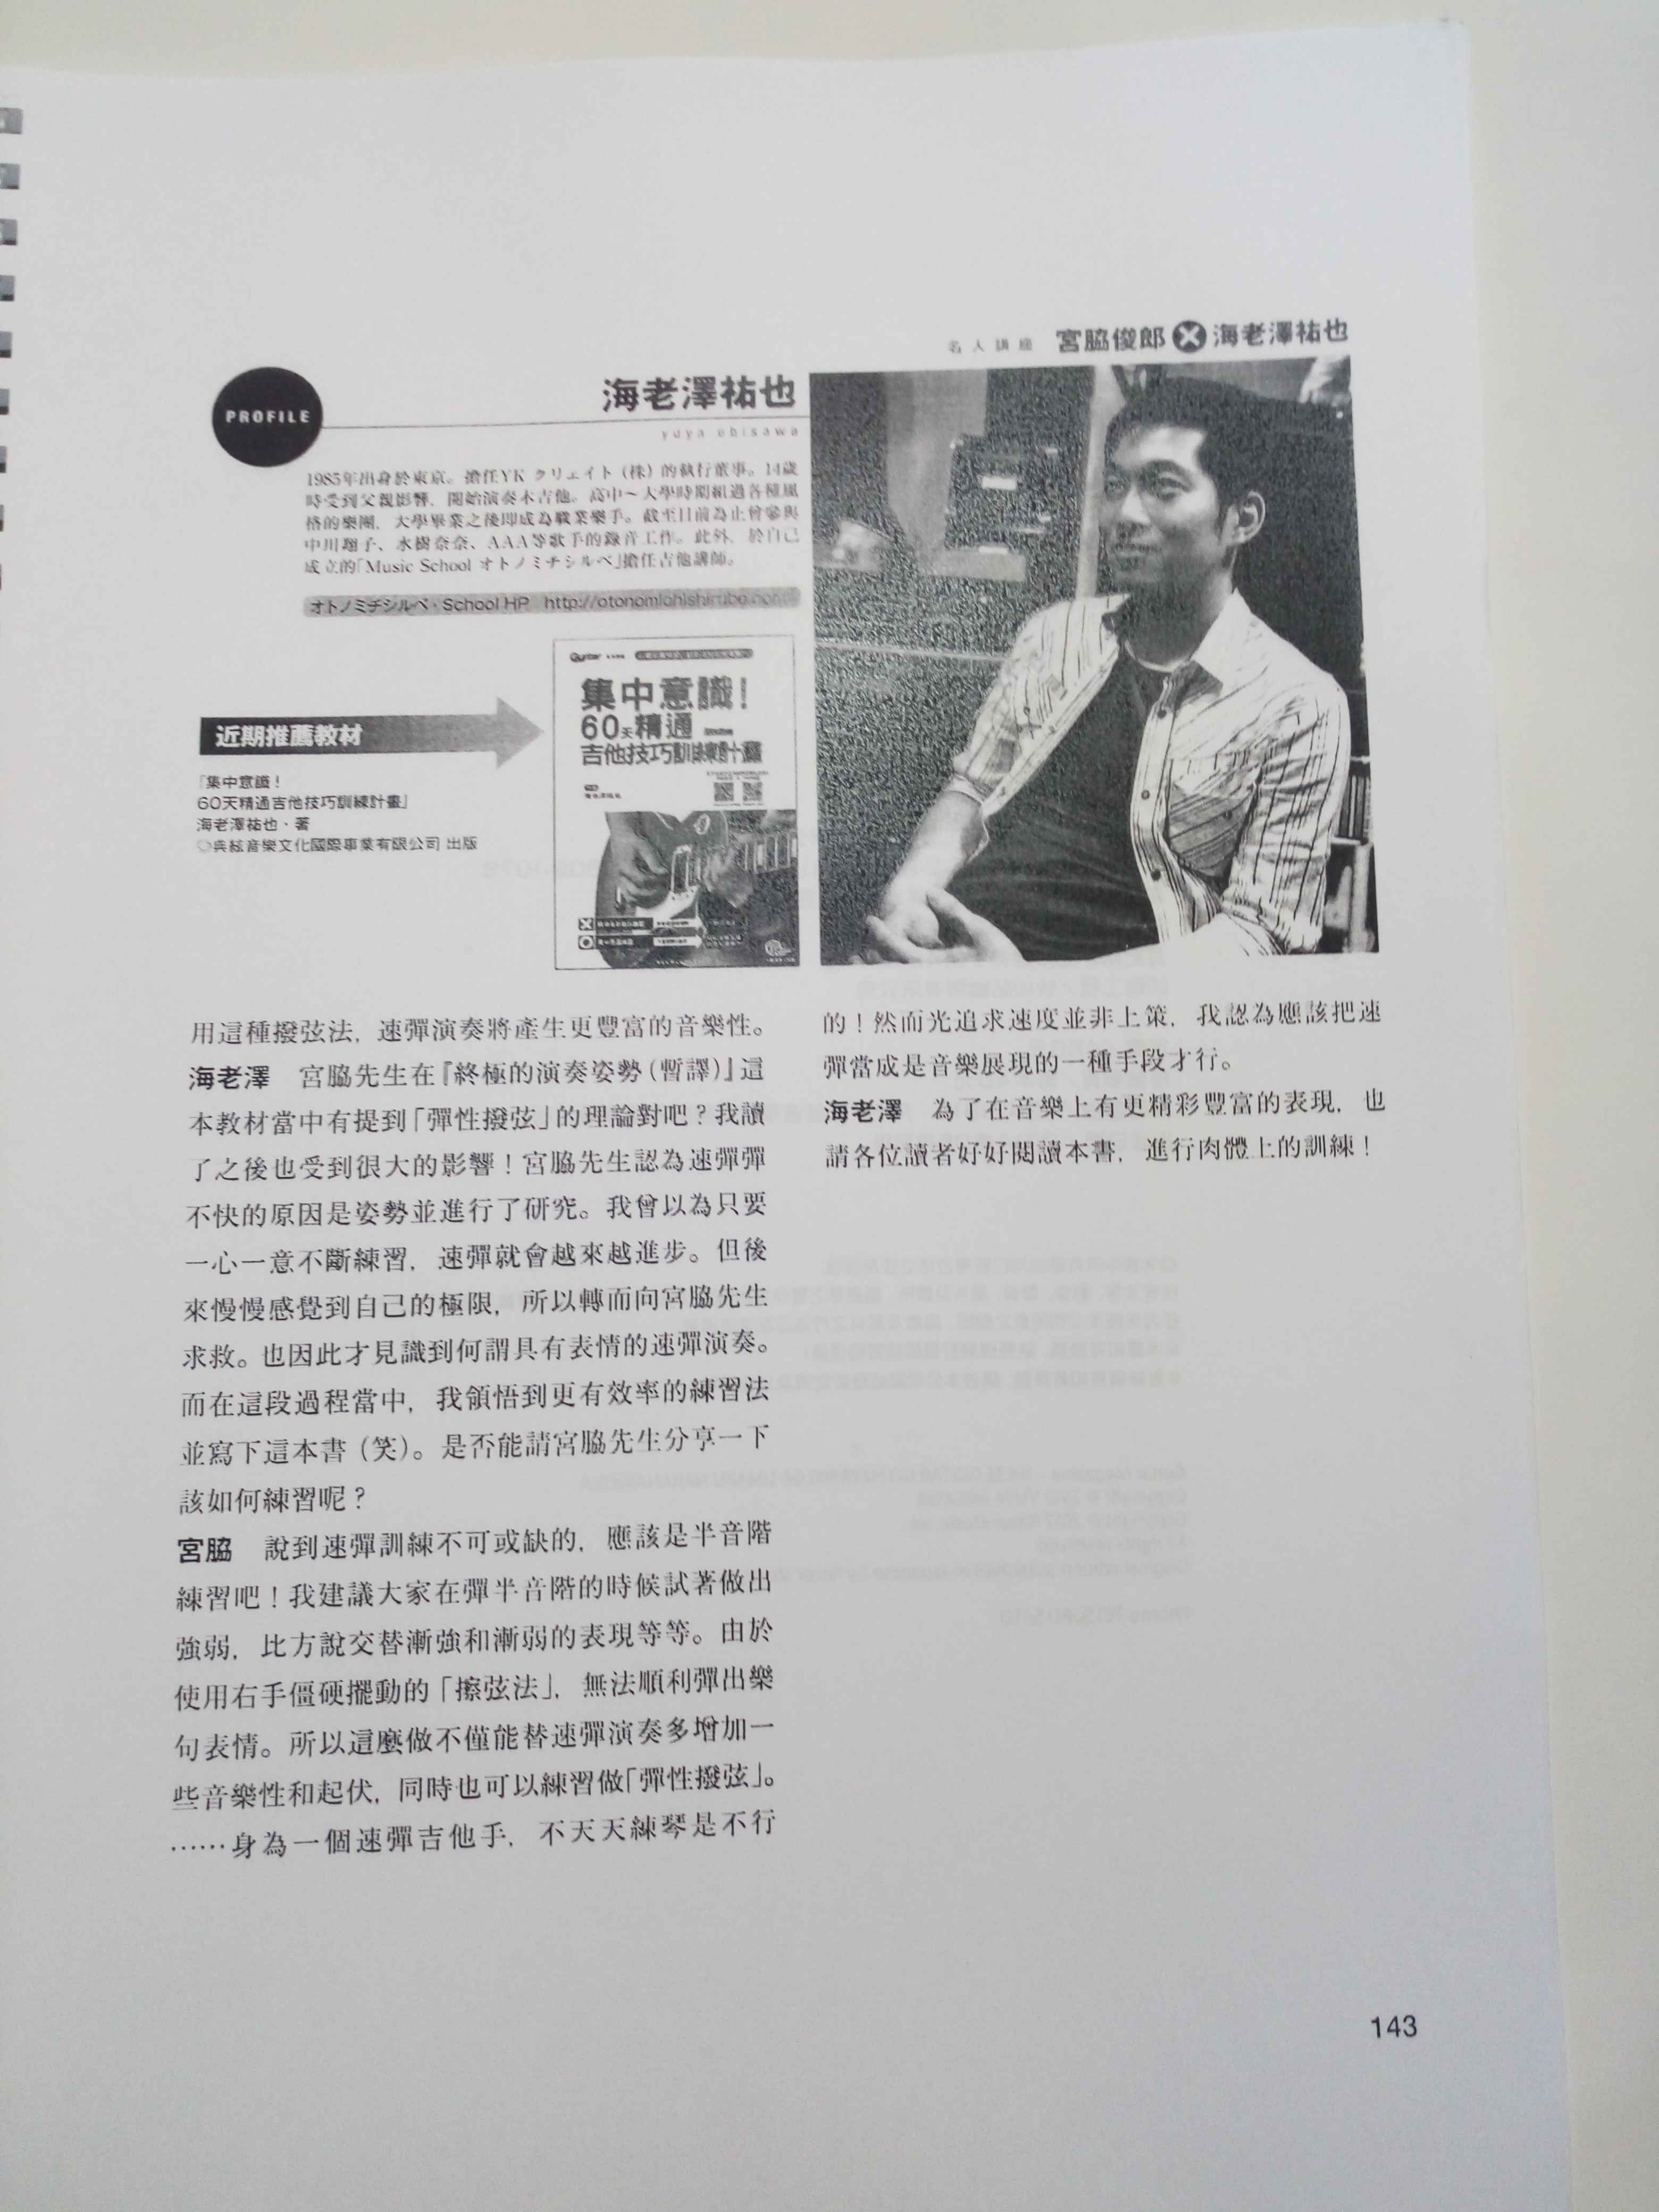 名人講座 宮脇俊郎 × 海老澤祐也
PROFILE
海老澤祐也
yuya ebisawa
1985年出身於東京。擔任YK クリエイト（株）的執行董事。14歲
時受到父親影響，開始演奏木吉他。高中～大學時期組過各種風
格的樂團，大學畢業之後即成為職業樂手。截至目前為止曾參與
中川翔子、水樹奈奈、AAA等歌手的錄音工作。此外，於自己
成立的「Music School オトノミチシルベ」擔任吉他講師。
オトノミチシルベ・School HP http://otonomichishirube.com/
近期推薦教材
「集中意識！
60天精通吉他技巧訓練計畫」
海老澤祐也・著
◎典絃音樂文化國際事業有限公司 出版
Guitar
集中意識！
60天精通
吉他技巧訓練計畫
用這種撥弦法，速彈演奏將產生更豐富的音樂性。
海老澤　宮脇先生在『終極的演奏姿勢（暫譯）』這
本教材當中有提到「彈性撥弦」的理論對吧？我讀
了之後也受到很大的影響！宮脇先生認為速彈彈
不快的原因是姿勢並進行了研究。我曾以為只要
一心一意不斷練習，速彈就會越來越進步。但後
來慢慢感覺到自己的極限，所以轉而向宮脇先生
求救。也因此才見識到何謂具有表情的速彈演奏。
而在這段過程當中，我領悟到更有效率的練習法
並寫下這本書（笑）。是否能請宮脇先生分享一下
該如何練習呢？
宮脇　說到速彈訓練不可或缺的，應該是半音階
練習吧！我建議大家在彈半音階的時候試著做出
強弱，比方說交替漸強和漸弱的表現等等。由於
使用右手僵硬擺動的「擦弦法」，無法順利彈出樂
句表情。所以這麼做不僅能替速彈演奏多增加一
些音樂性和起伏，同時也可以練習做「彈性撥弦」。
……身為一個速彈吉他手，不天天練琴是不行
的！然而光追求速度並非上策，我認為應該把速
彈當成是音樂展現的一種手段才行。
海老澤　為了在音樂上有更精彩豐富的表現，也
請各位讀者好好閱讀本書，進行肉體上的訓練！
143